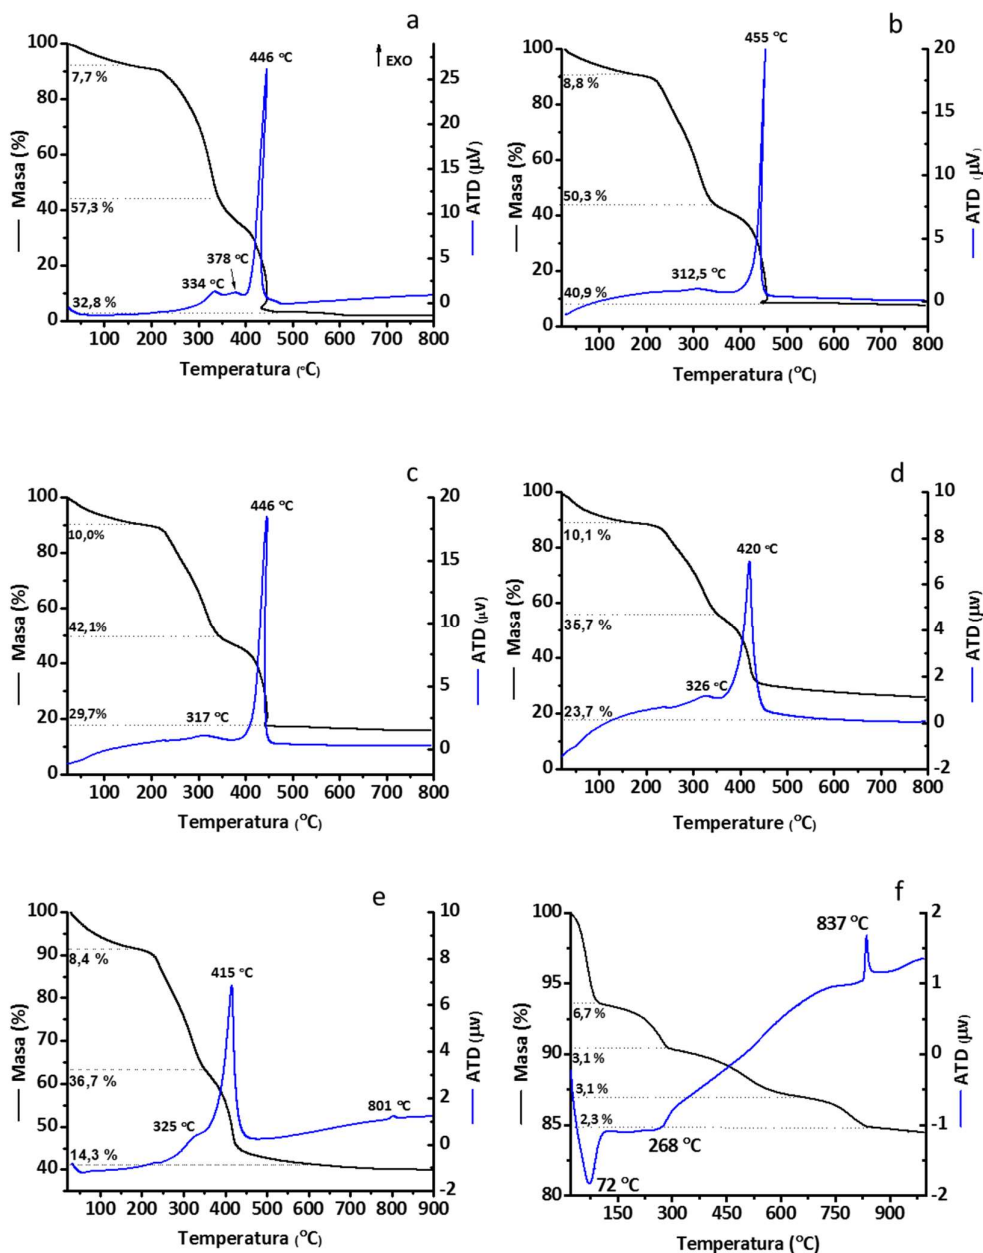 a
446 °C
EXO
100
80
60
40
20
0
7,7 %
57,3 %
32,8 %
334 °C
378 °C
25
20
15
10
5
0
Masa (%)
ATD (µV)
100 200 300 400 500 600 700 800
Temperatura (°C)
b
455 °C
100
80
60
40
20
0
8,8 %
50,3 %
40,9 %
312,5 °C
20
15
10
5
0
Masa (%)
ATD (µV)
100 200 300 400 500 600 700 800
Temperatura (°C)
c
446 °C
100
80
60
40
20
0
10,0%
42,1%
29,7%
317 °C
20
15
10
5
0
Masa (%)
ATD (µv)
100 200 300 400 500 600 700 800
Temperatura (°C)
d
420 °C
100
80
60
40
20
0
10,1 %
35,7 %
23,7 %
326 °C
10
8
6
4
2
0
-2
Masa (%)
ATD (µv)
100 200 300 400 500 600 700 800
Temperature (°C)
e
415 °C
100
90
80
70
60
50
40
8,4 %
36,7 %
14,3 %
325 °C
801 °C
10
8
6
4
2
0
-2
Masa (%)
ATD (µv)
100 200 300 400 500 600 700 800 900
Temperatura (°C)
f
837 °C
100
95
90
85
80
6,7 %
3,1 %
3,1 %
2,3 %
72 °C
268 °C
2
1
0
-1
-2
Masa (%)
ATD (µv)
150 300 450 600 750 900
Temperatura (°C)